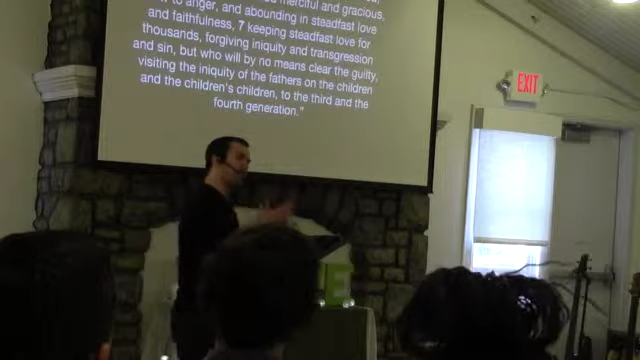 merciful and gracious,
to anger, and abounding in steadfast love
and faithfulness, 7 keeping steadfast love for
thousands, forgiving iniquity and transgression
and sin, but who will by no means clear the guilty,
visiting the iniquity of the fathers on the children
and the children's children, to the third and the
fourth generation."
EXIT